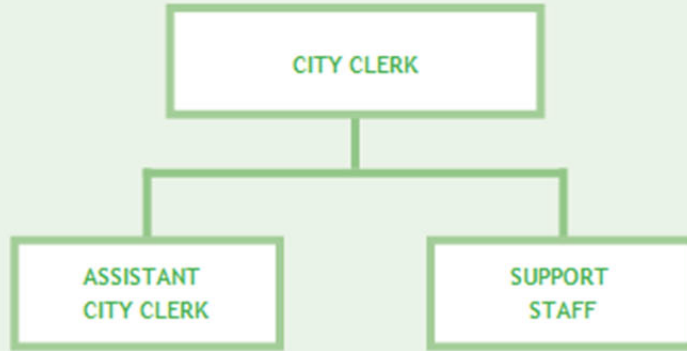 CITY CLERK
ASSISTANT
CITY CLERK
SUPPORT
STAFF